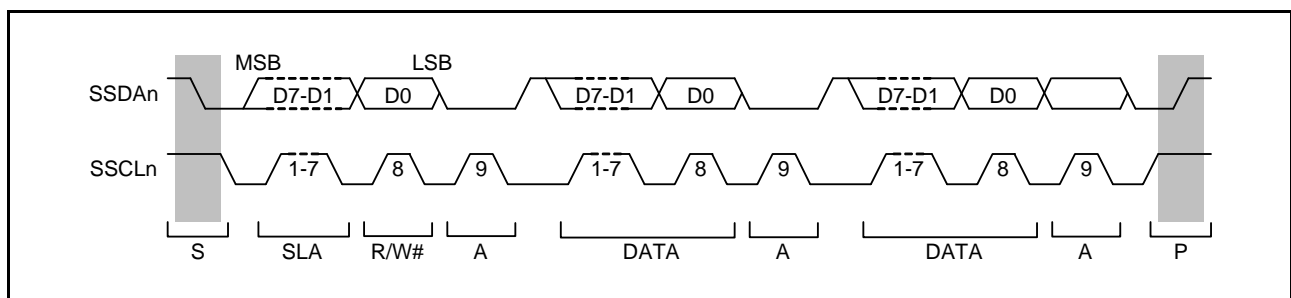 MSB LSB
SSDAn D7-D1 D0 D7-D1 D0 D7-D1 D0
SSCLn 1-7 8 9 1-7 8 9 1-7 8 9
S SLA R/W# A DATA A DATA A P